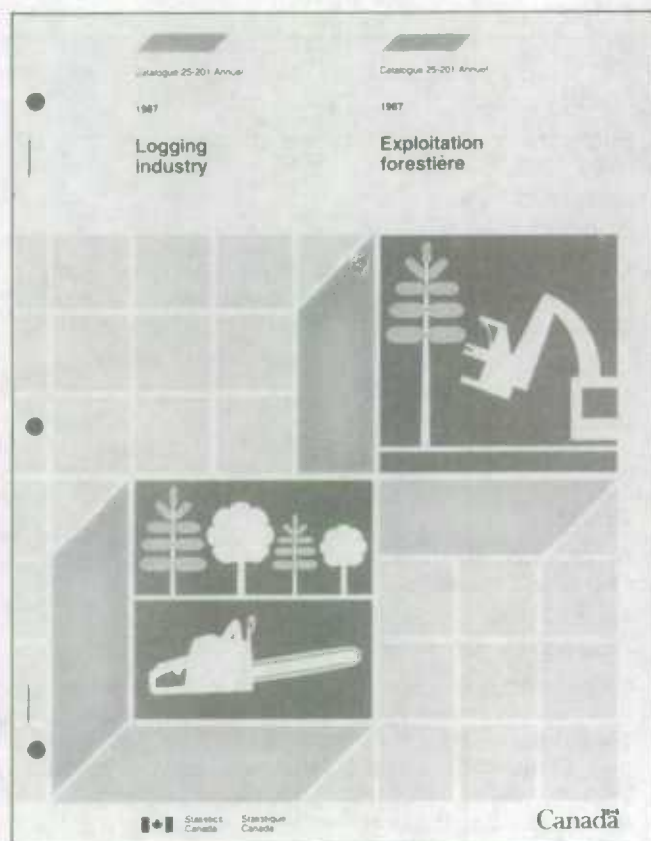 Catalogue 25-201 Annual
1987
Logging
industry
Catalogue 25-201 Annuel
1987
Exploitation
forestière
Statistics
Canada
Statistique
Canada
Canada